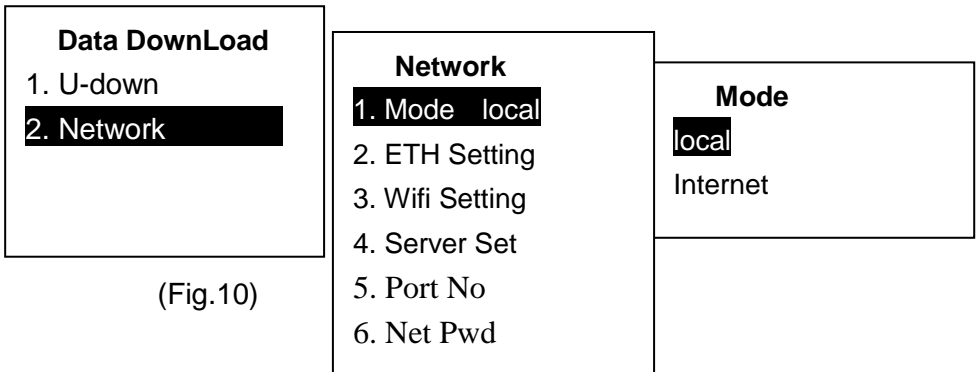 Data DownLoad
1. U-down
2. Network
(Fig.10)
Network
1. Mode local
2. ETH Setting
3. Wifi Setting
4. Server Set
5. Port No
6. Net Pwd
Mode
local
Internet